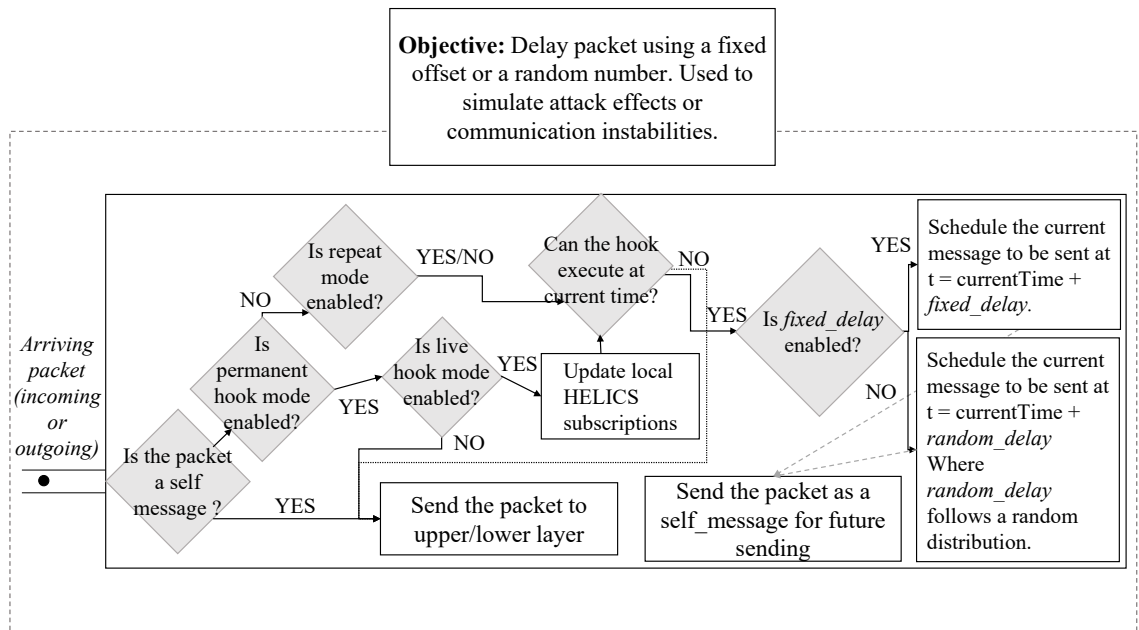 Objective: Delay packet using a fixed
offset or a random number. Used to
simulate attack effects or
communication instabilities.
Arriving
packet
(incoming
or
outgoing)
Is the packet
a self
message ?
YES
Is
permanent
hook mode
enabled?
NO
YES
Is repeat
mode
enabled?
YES/NO
Is live
hook mode
enabled?
YES
NO
Update local
HELICS
subscriptions
Can the hook
execute at
current time?
NO
YES
Send the packet to
upper/lower layer
Is fixed_delay
enabled?
YES
NO
Schedule the current
message to be sent at
t = currentTime +
fixed_delay.
Schedule the current
message to be sent at
t = currentTime +
random_delay
Where
random_delay
follows a random
distribution.
Send the packet as a
self_message for future
sending